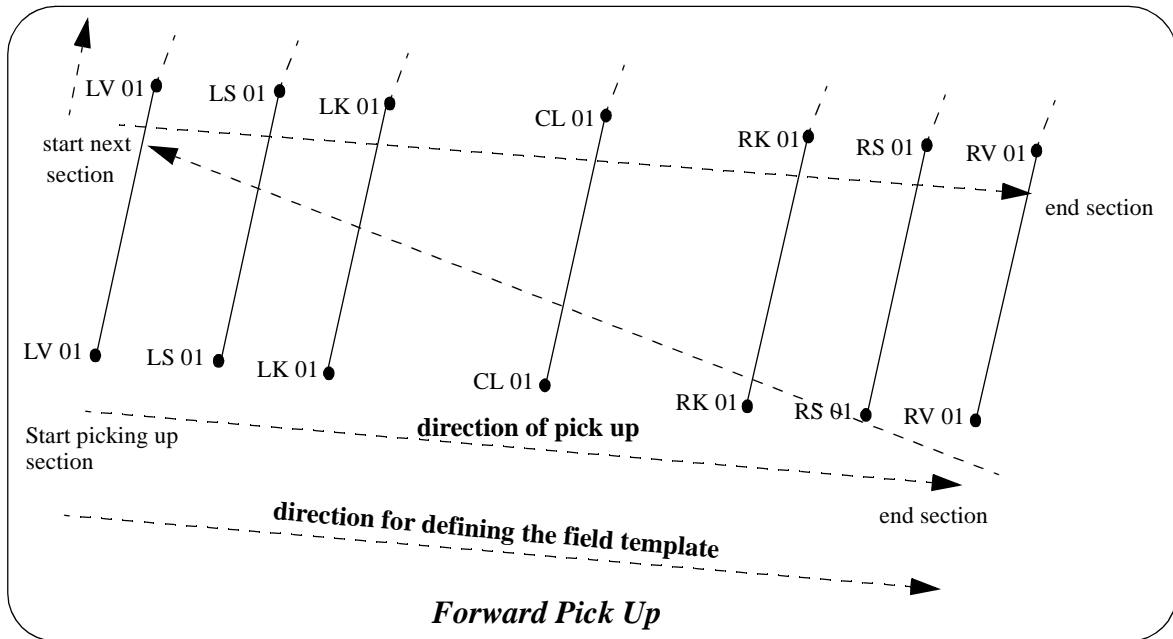 LV 01
LS 01
LK 01
CL 01
RK 01
RS 01
RV 01
start next
section
end section
LV 01
LS 01
LK 01
CL 01
RK 01
RS 01
RV 01
Start picking up
section
direction of pick up
end section
direction for defining the field template
Forward Pick Up